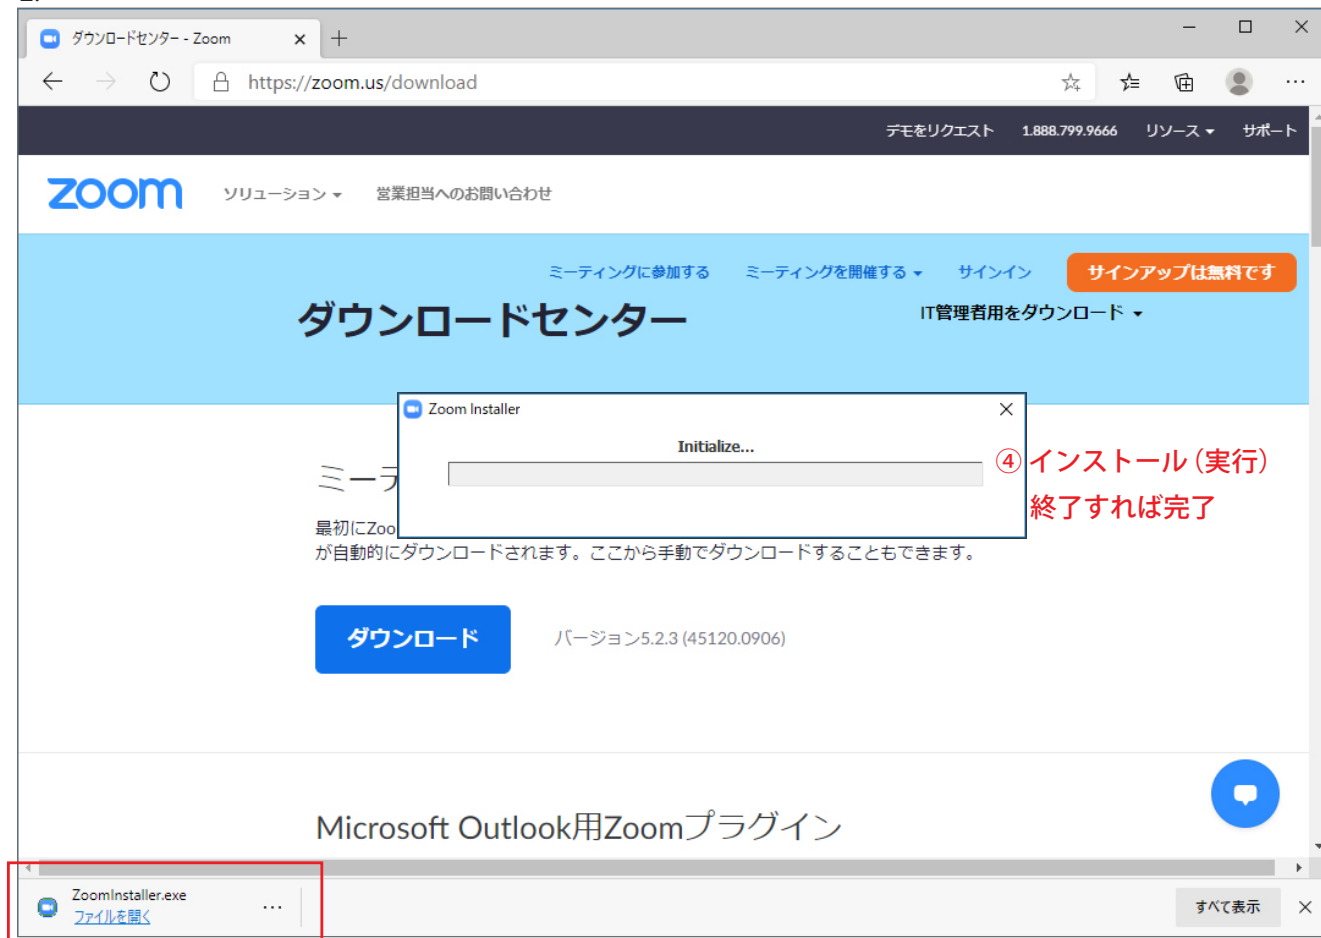 ダウンロードセンター - Zoom
https://zoom.us/download
デモをリクエスト 1.888.799.9666 リソース サポート
zoom ソリューション 営業担当へのお問い合わせ
ミーティングに参加する ミーティングを開催する サインイン サインアップは無料です
ダウンロードセンター IT管理者用をダウンロード
Zoom Installer
Initialize...
④ インストール(実行)
終了すれば完了
ミーテ
最初にZoo
が自動的にダウンロードされます。ここから手動でダウンロードすることもできます。
ダウンロード バージョン5.2.3 (45120.0906)
Microsoft Outlook用Zoomプラグイン
ZoomInstaller.exe
ファイルを開く
すべて表示